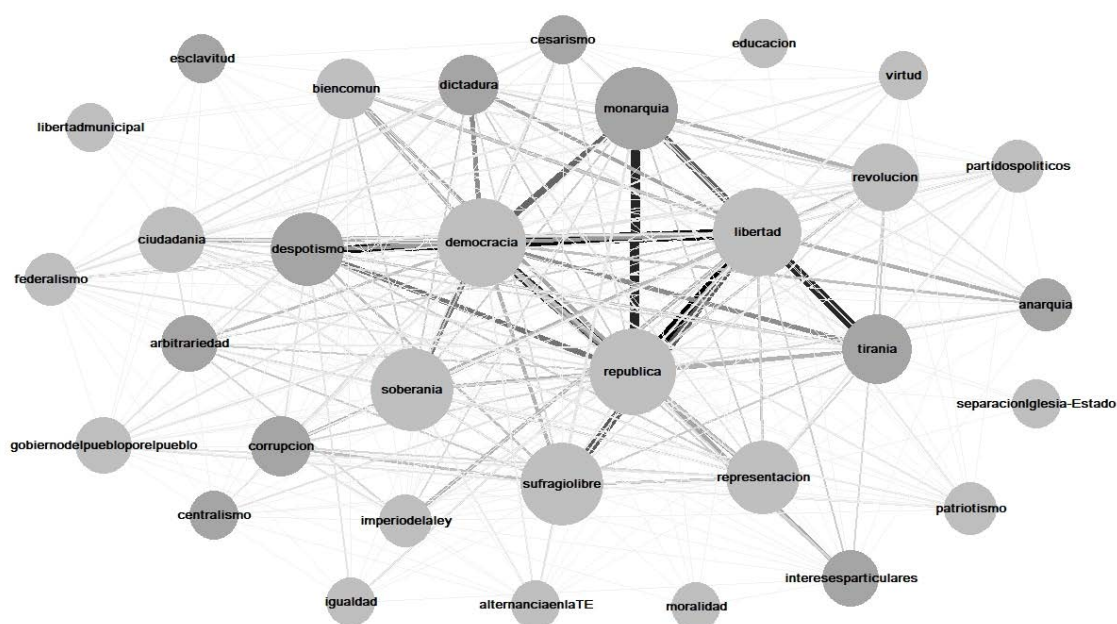 cesarismo
educacion
esclavitud
virtud
dictadura
biencomun
monarquia
libertadmunicipal
partidospoliticos
revolucion
libertad
ciudadania
democracia
despotismo
federalismo
anarquia
arbitrariedad
tirania
republica
soberania
separacionIglesia-Estado
gobiernodelpuebloporelpueblo
corrupcion
representacion
sufragiolibre
patriotismo
centralismo
imperiodelaley
interesesparticulares
igualdad
alternanciaenlaTE
moralidad